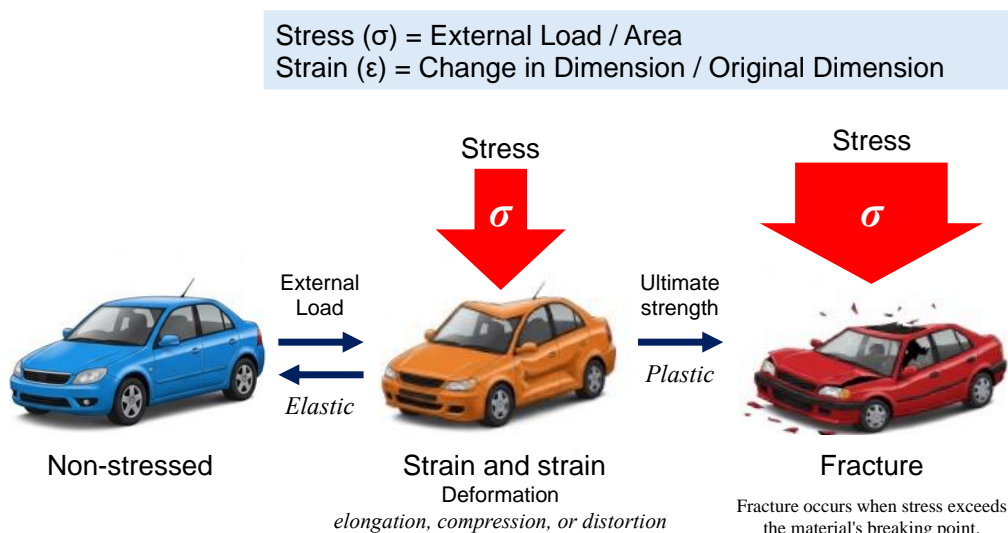 Stress (σ) = External Load / Area
Strain (ε) = Change in Dimension / Original Dimension
Stress
σ
Stress
σ
External
Load
Elastic
Ultimate
strength
Plastic
Non-stressed
Strain and strain
Deformation
elongation, compression, or distortion
Fracture
Fracture occurs when stress exceeds
the material's breaking point.